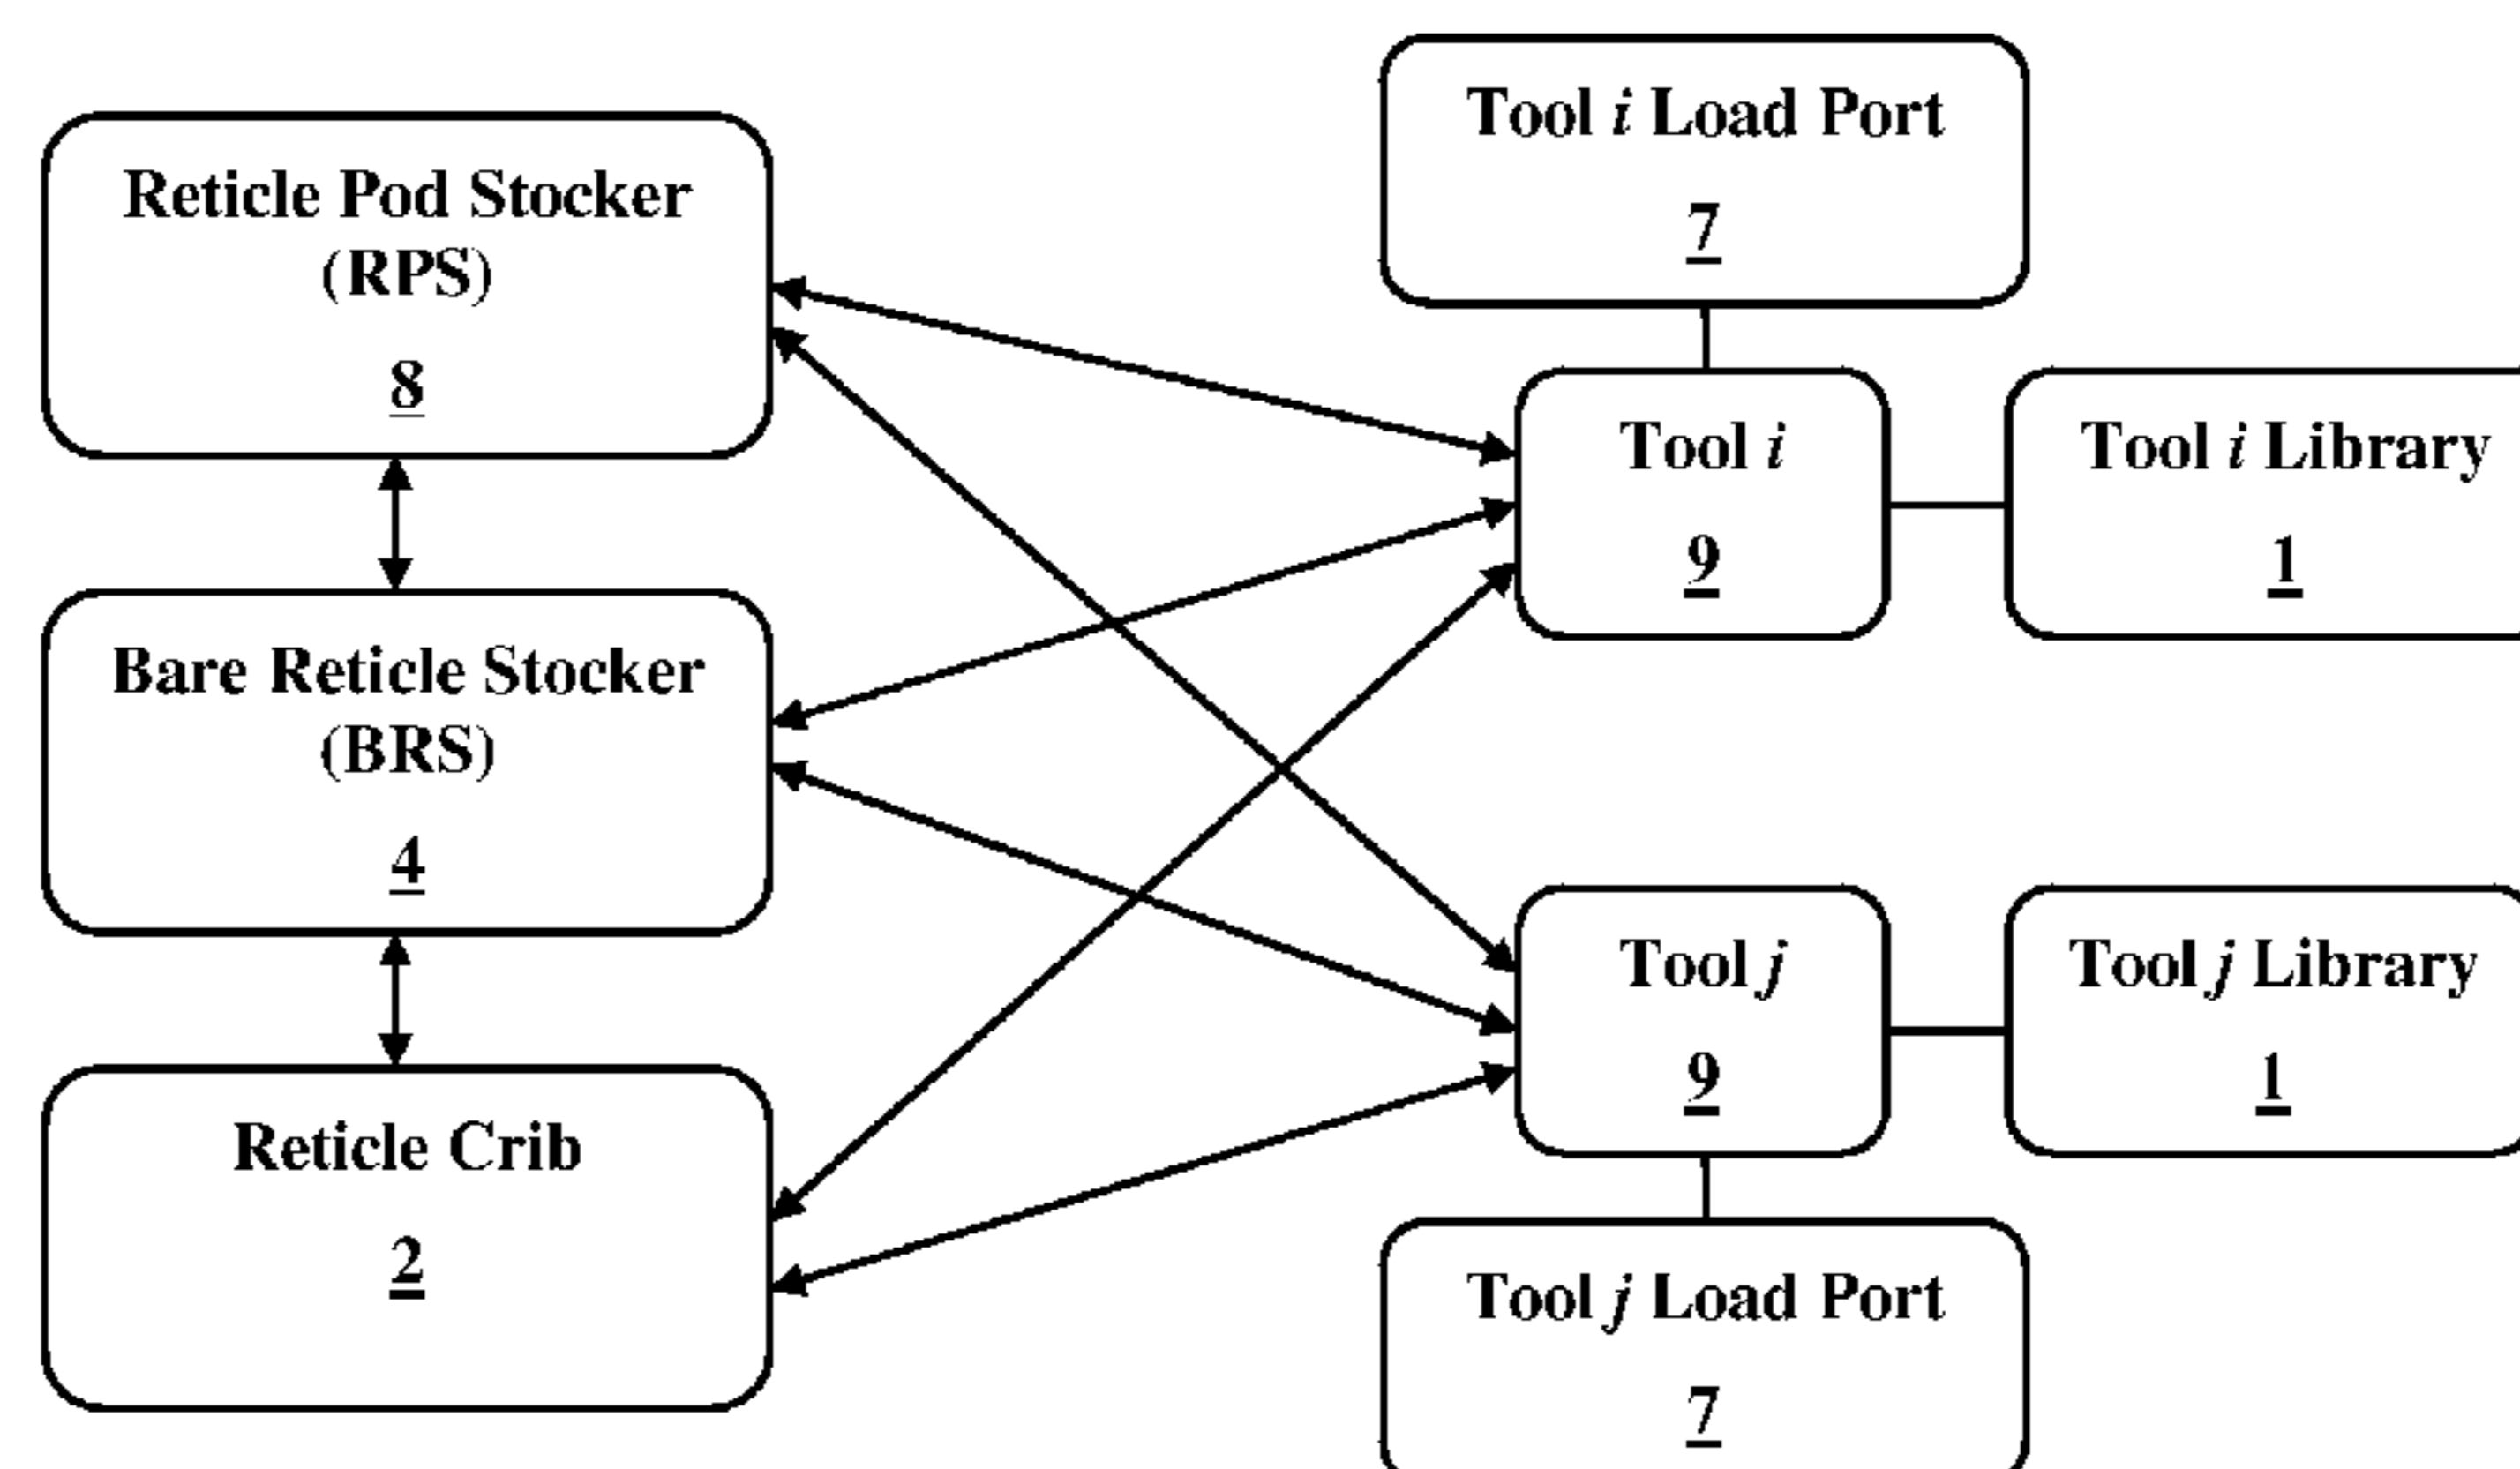 Reticle Pod Stocker
(RPS)
8
Bare Reticle Stocker
(BRS)
4
Reticle Crib
2
Tool i Load Port
7
Tool i
9
Tool i Library
1
Tool j
9
Tool j Library
1
Tool j Load Port
7